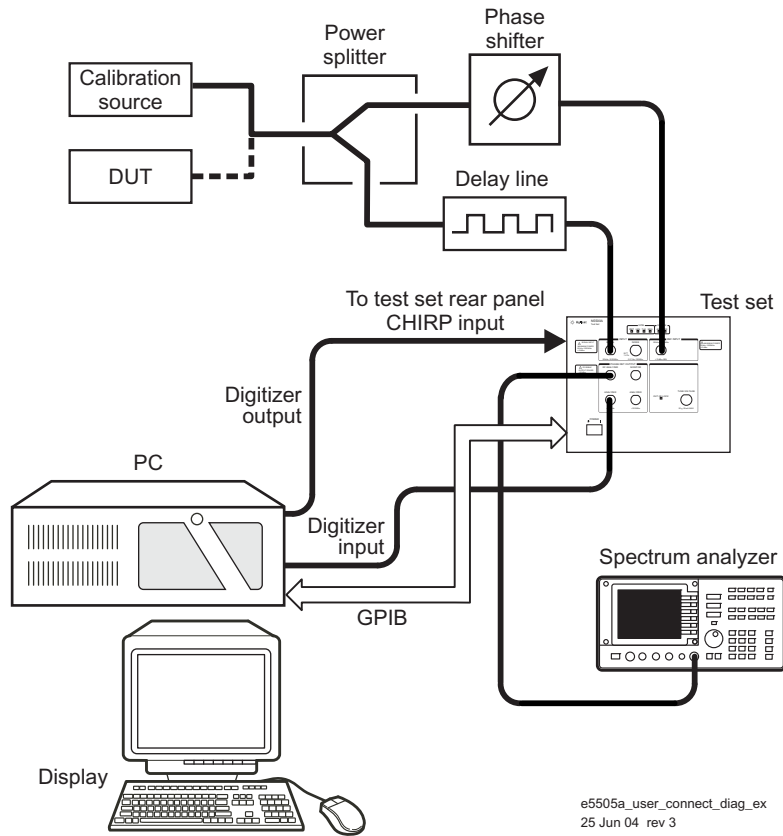 Power
splitter
Phase
shifter
Calibration
source
DUT
Delay line
To test set rear panel
CHIRP input
Test set
Digitizer
output
PC
Digitizer
input
GPIB
Spectrum analyzer
Display
e5505a_user_connect_diag_ex
25 Jun 04 rev 3